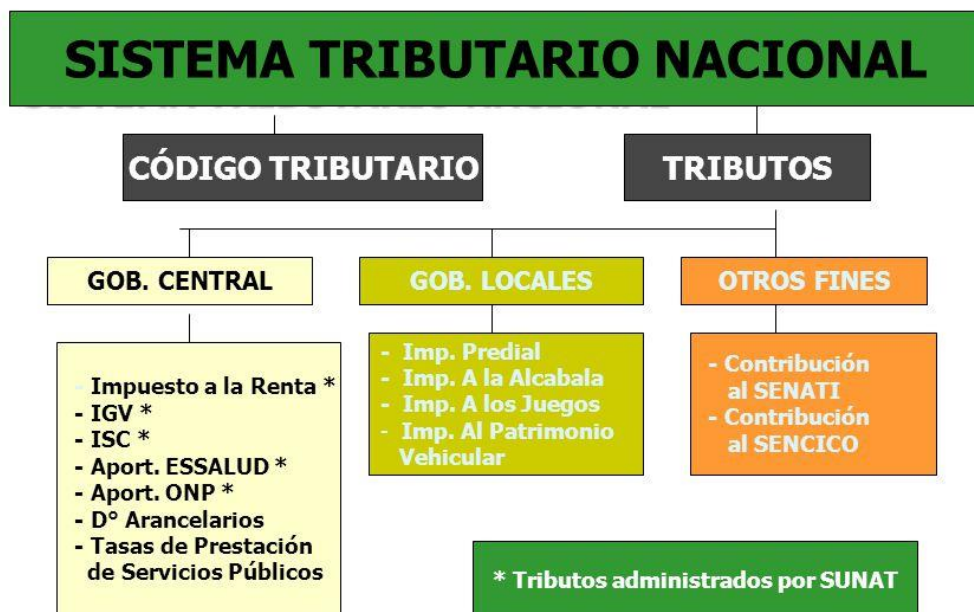 SISTEMA TRIBUTARIO NACIONAL
CÓDIGO TRIBUTARIO
TRIBUTOS
GOB. CENTRAL
- Impuesto a la Renta *
- IGV *
- ISC *
- Aport. ESSALUD *
- Aport. ONP *
- D° Arancelarios
- Tasas de Prestación
de Servicios Públicos
GOB. LOCALES
- Imp. Predial
- Imp. A la Alcabala
- Imp. A los Juegos
- Imp. Al Patrimonio
Vehicular
OTROS FINES
- Contribución
al SENATI
- Contribución
al SENCICO
* Tributos administrados por SUNAT